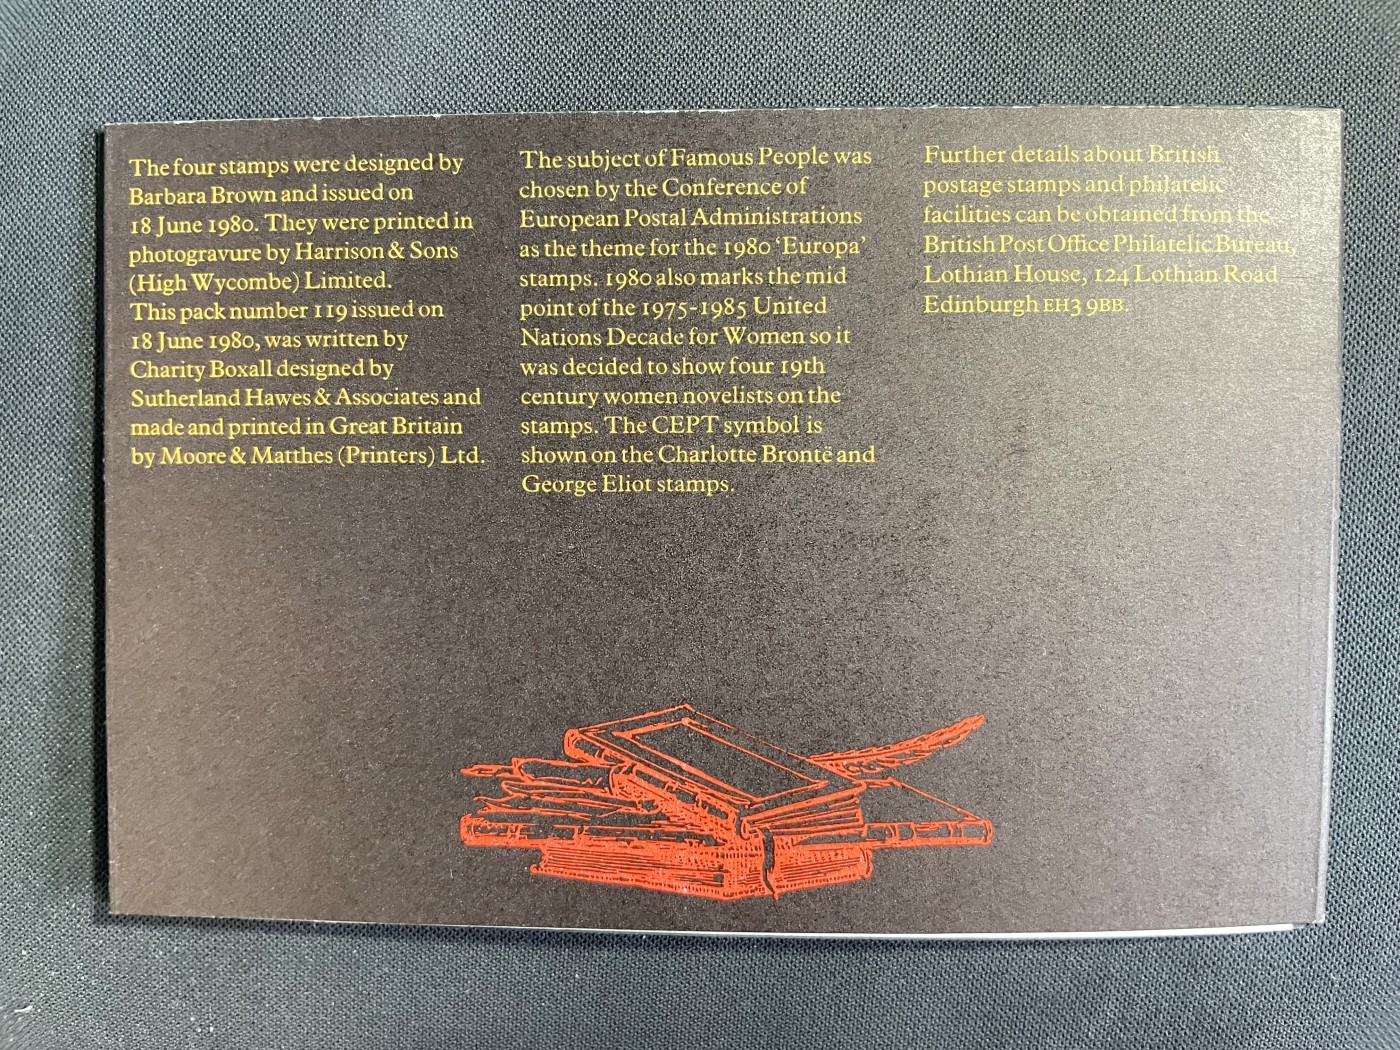 The four stamps were designed by
Barbara Brown and issued on
18 June 1980. They were printed in
photogravure by Harrison & Sons
(High Wycombe) Limited.
This pack number 119 issued on
18 June 1980, was written by
Charity Boxall designed by
Sutherland Hawes & Associates and
made and printed in Great Britain
by Moore & Matthes (Printers) Ltd.
The subject of Famous People was
chosen by the Conference of
European Postal Administrations
as the theme for the 1980 ‘Europa’
stamps. 1980 also marks the mid
point of the 1975-1985 United
Nations Decade for Women so it
was decided to show four 19th
century women novelists on the
stamps. The CEPT symbol is
shown on the Charlotte Brontë and
George Eliot stamps.
Further details about British
postage stamps and philatelic
facilities can be obtained from the
British Post Office Philatelic Bureau,
Lothian House, 124 Lothian Road
Edinburgh EH3 9BB.